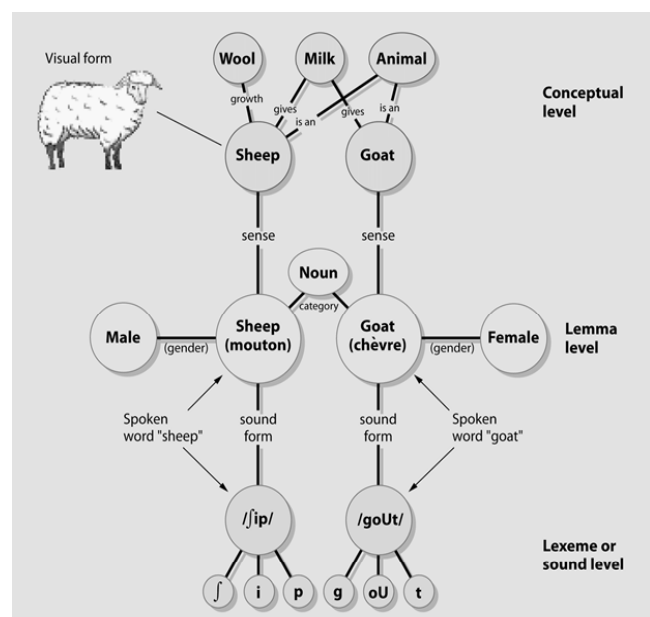 Visual form
Wool
Milk
Animal
growth
gives
is an
gives
is an
Conceptual
level
Sheep
Goat
sense
sense
Noun
category
Male
(gender)
Sheep
(mouton)
Goat
(chèvre)
(gender)
Female
Lemma
level
Spoken
word "sheep"
sound
form
sound
form
Spoken
word "goat"
/ʃip/
/goUt/
Lexeme or
sound level
ʃ
i
p
g
oU
t